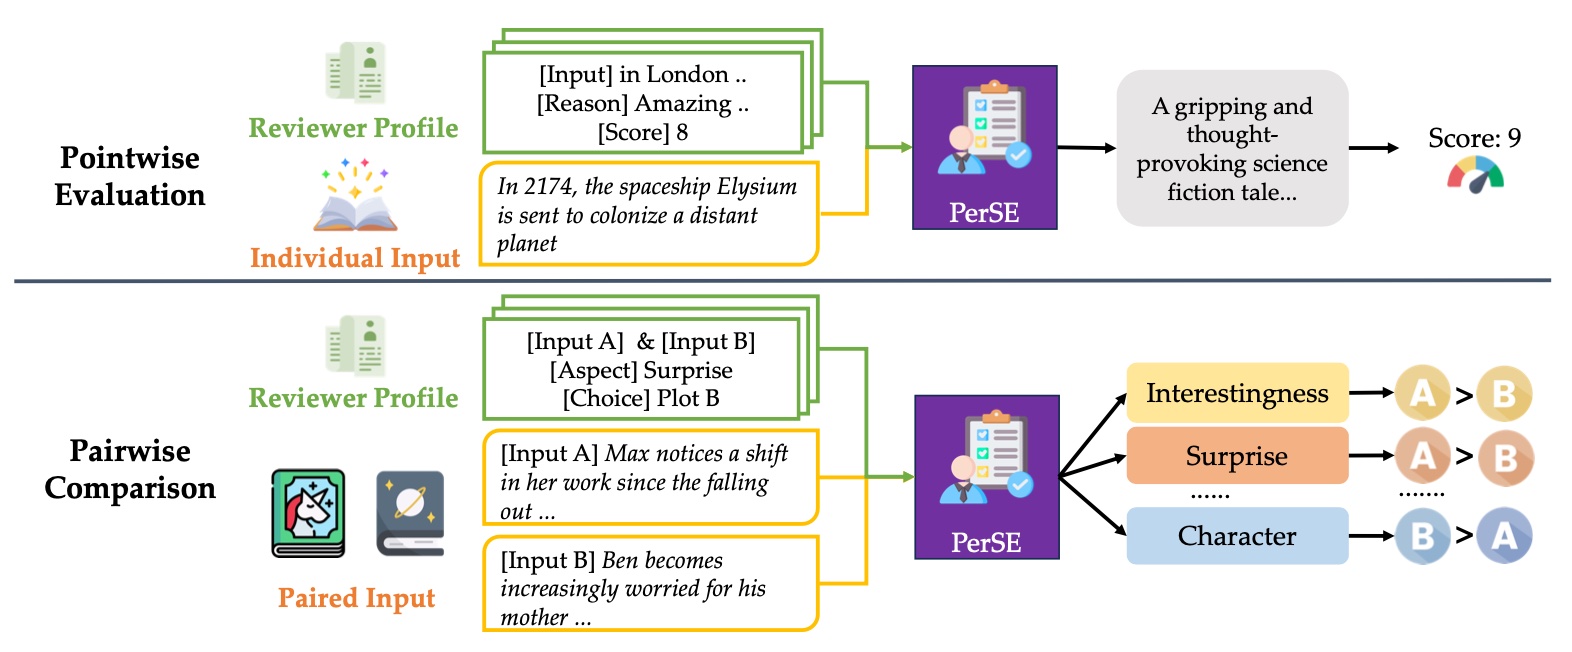 Pointwise
Evaluation
Reviewer Profile
Individual Input
[Input] in London ..
[Reason] Amazing ..
[Score] 8
In 2174, the spaceship Elysium
is sent to colonize a distant
planet
PerSE
A gripping and
thought-
provoking science
fiction tale...
Score: 9
Pairwise
Comparison
Reviewer Profile
Paired Input
[Input A] & [Input B]
[Aspect] Surprise
[Choice] Plot B
[Input A] Max notices a shift
in her work since the falling
out ...
[Input B] Ben becomes
increasingly worried for his
mother ...
PerSE
Interestingness
A > B
Surprise
A > B
...... .......
Character
B > A